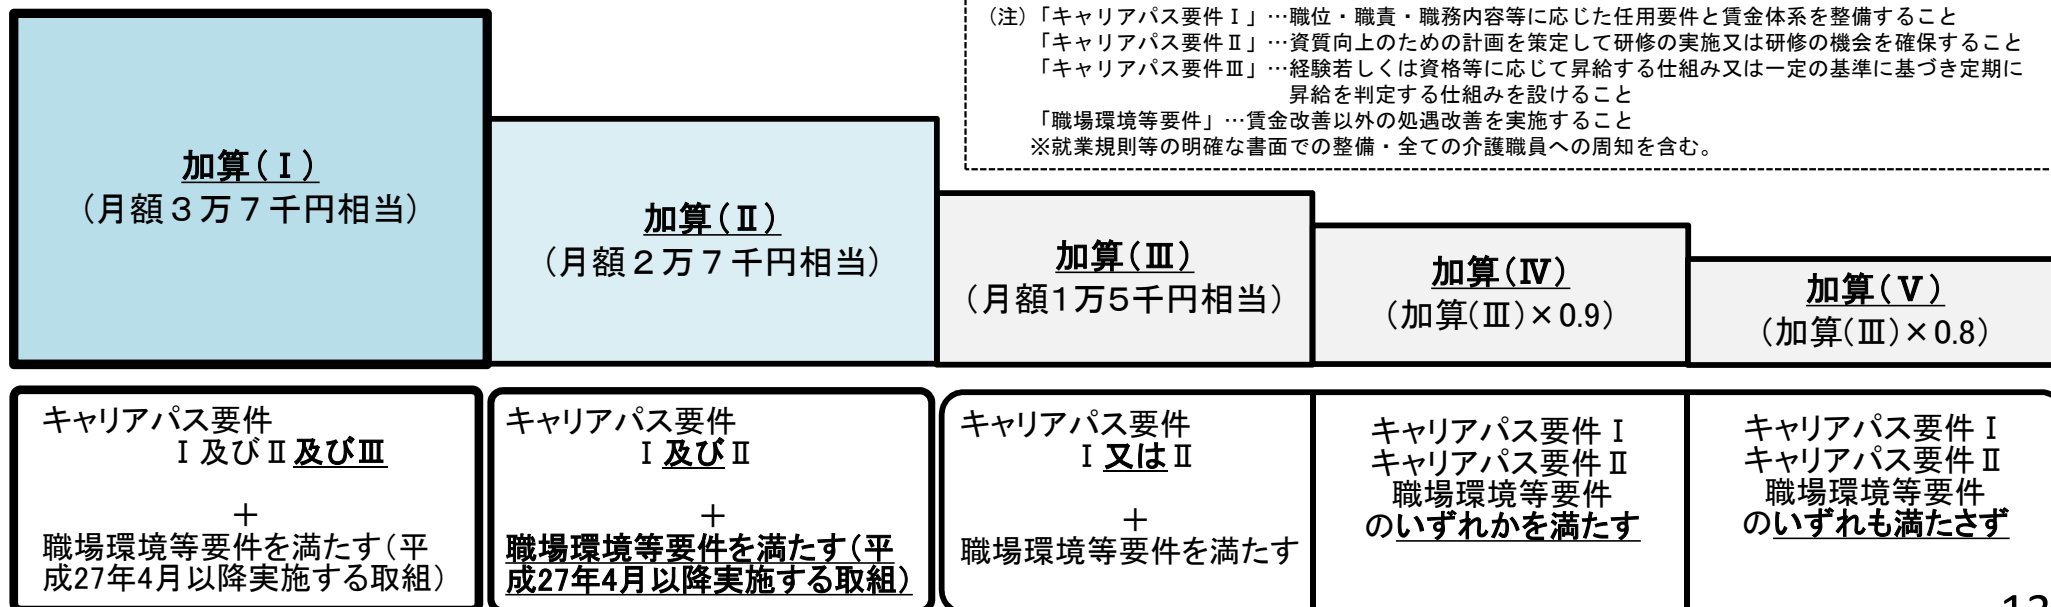 (注)「キャリアパス要件Ⅰ」…職位・職責・職務内容等に応じた任用要件と賃金体系を整備すること
「キャリアパス要件Ⅱ」…資質向上のための計画を策定して研修の実施又は研修の機会を確保すること
「キャリアパス要件Ⅲ」…経験若しくは資格等に応じて昇給する仕組み又は一定の基準に基づき定期に
昇給を判定する仕組みを設けること
「職場環境等要件」…賃金改善以外の処遇改善を実施すること
※就業規則等の明確な書面での整備・全ての介護職員への周知を含む。
加算(Ⅰ)
(月額3万7千円相当)
加算(Ⅱ)
(月額2万7千円相当)
加算(Ⅲ)
(月額1万5千円相当)
加算(Ⅳ)
(加算(Ⅲ)×0.9)
加算(Ⅴ)
(加算(Ⅲ)×0.8)
キャリアパス要件
Ⅰ及びⅡ及びⅢ
+
職場環境等要件を満たす(平
成27年4月以降実施する取組)
キャリアパス要件
Ⅰ及びⅡ
+
職場環境等要件を満たす(平
成27年4月以降実施する取組)
キャリアパス要件
Ⅰ又はⅡ
+
職場環境等要件を満たす
キャリアパス要件Ⅰ
キャリアパス要件Ⅱ
職場環境等要件
のいずれかを満たす
キャリアパス要件Ⅰ
キャリアパス要件Ⅱ
職場環境等要件
のいずれも満たさず